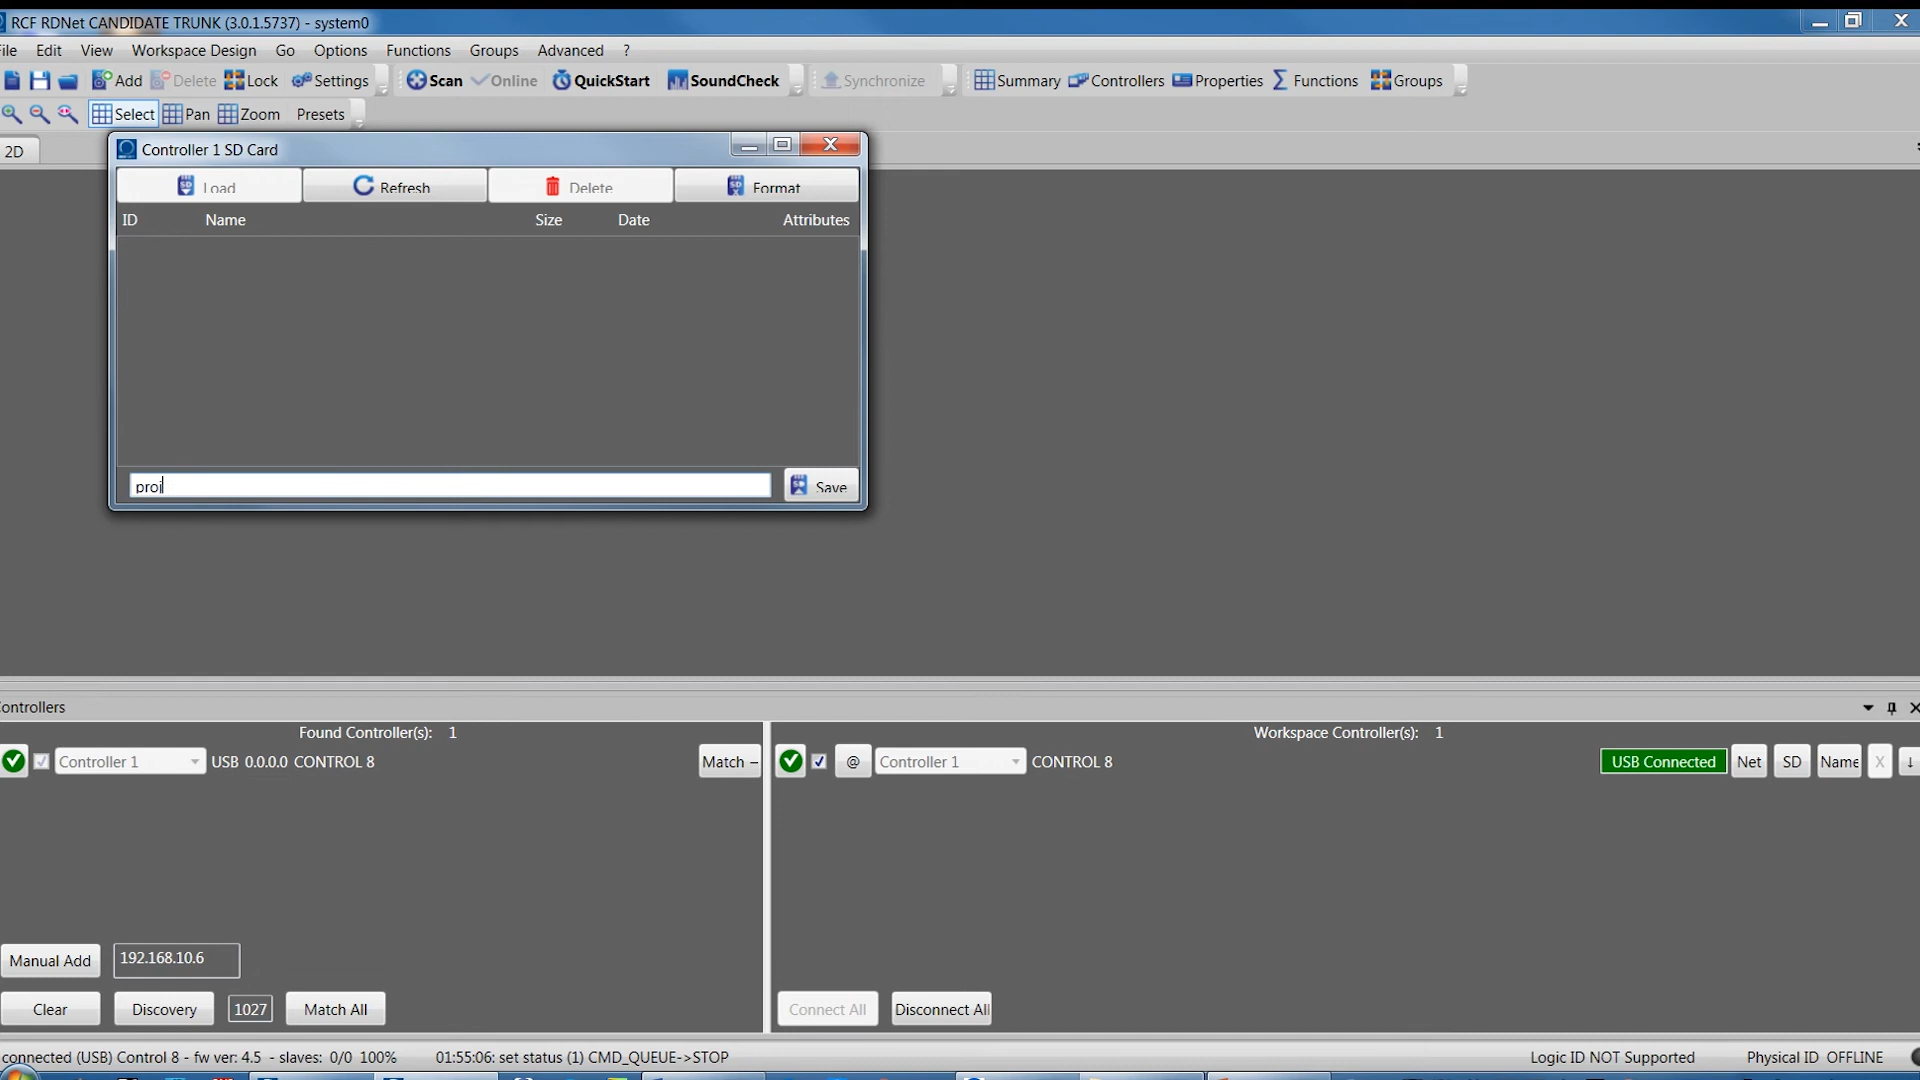 RCF RDNet CANDIDATE TRUNK (3.0.1.5737) - system0
ile Edit View Workspace Design Go Options Functions Groups Advanced ?
Add Delete Lock Settings Scan Online QuickStart SoundCheck Synchronize Summary Controllers Properties Functions Groups
Select Pan Zoom Presets
2D
Controller 1 SD Card
Load Refresh Delete Format
ID Name Size Date Attributes
proj
Save
ontrollers
Found Controller(s): 1
Workspace Controller(s): 1
Controller 1 USB 0.0.0.0 CONTROL 8 Match –
@ Controller 1 CONTROL 8 USB Connected Net SD Name X ↓
Manual Add 192.168.10.6
Clear Discovery 1027 Match All
Connect All Disconnect All
connected (USB) Control 8 - fw ver: 4.5 - slaves: 0/0 100% 01:55:06: set status (1) CMD_QUEUE->STOP Logic ID NOT Supported Physical ID OFFLINE